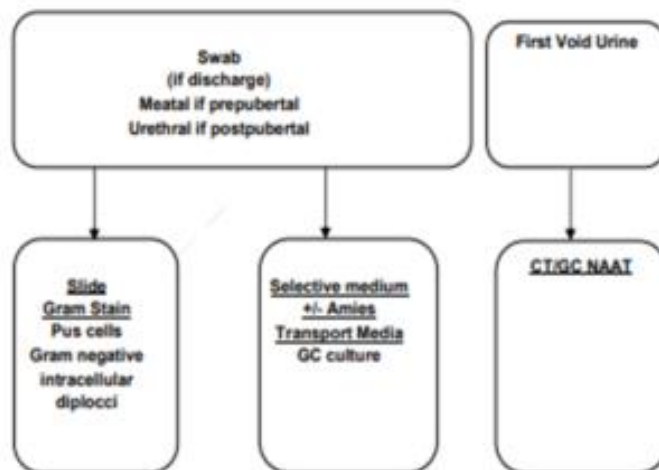 Swab
(if discharge)
Meatal if prepubertal
Urethral if postpubertal
First Void Urine
Slide
Gram Stain
Pus cells
Gram negative
intracellular
diplocci
Selective medium
+/- Amies
Transport Media
GC culture
CT/GC NAAT